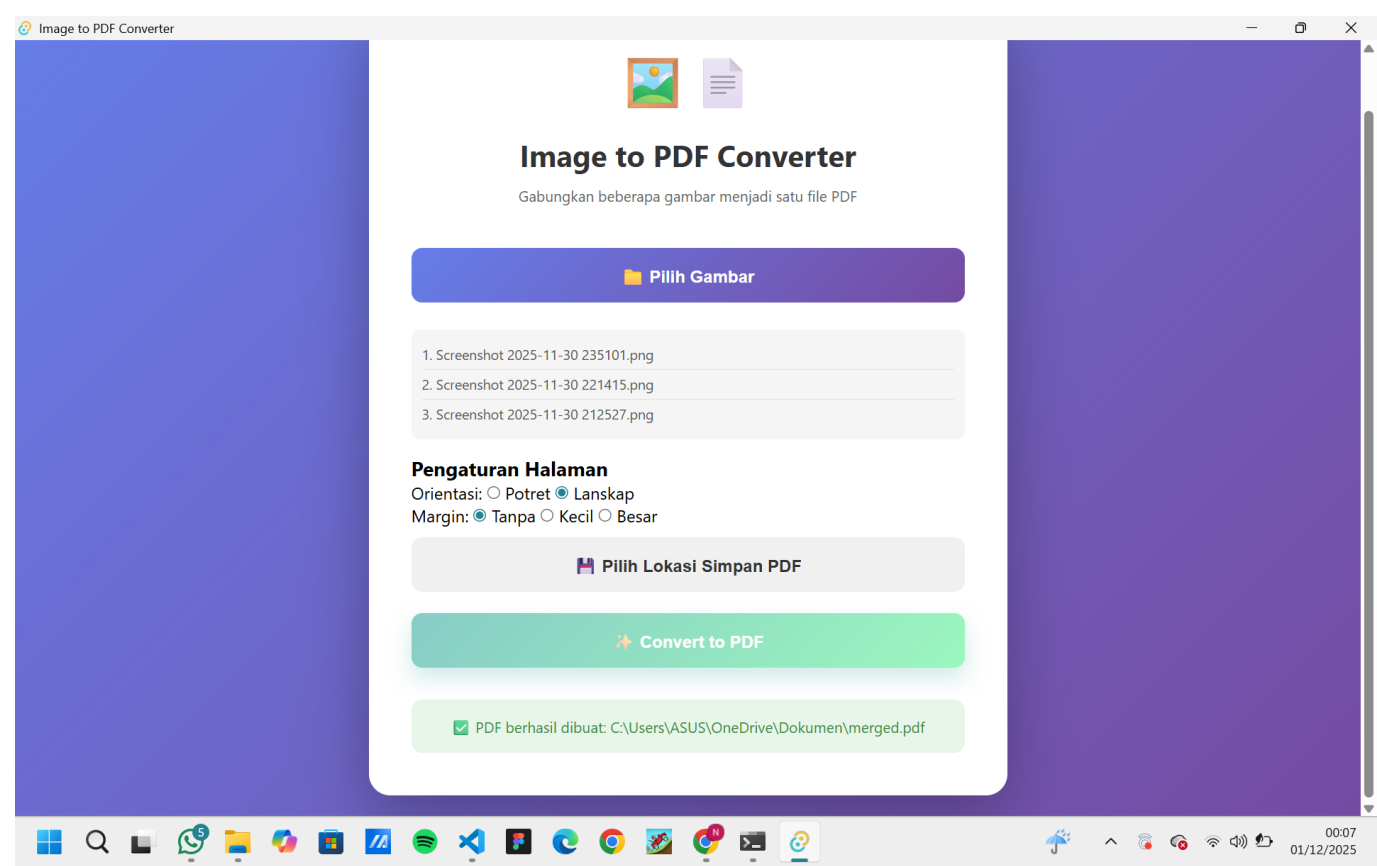 Image to PDF Converter
Image to PDF Converter
Gabungkan beberapa gambar menjadi satu file PDF
Pilih Gambar
1. Screenshot 2025-11-30 235101.png
2. Screenshot 2025-11-30 221415.png
3. Screenshot 2025-11-30 212527.png
Pengaturan Halaman
Orientasi: Potret Lanskap
Margin: Tanpa Kecil Besar
Pilih Lokasi Simpan PDF
Convert to PDF
PDF berhasil dibuat: C:\Users\ASUS\OneDrive\Dokumen\merged.pdf
5
N
00:07
01/12/2025